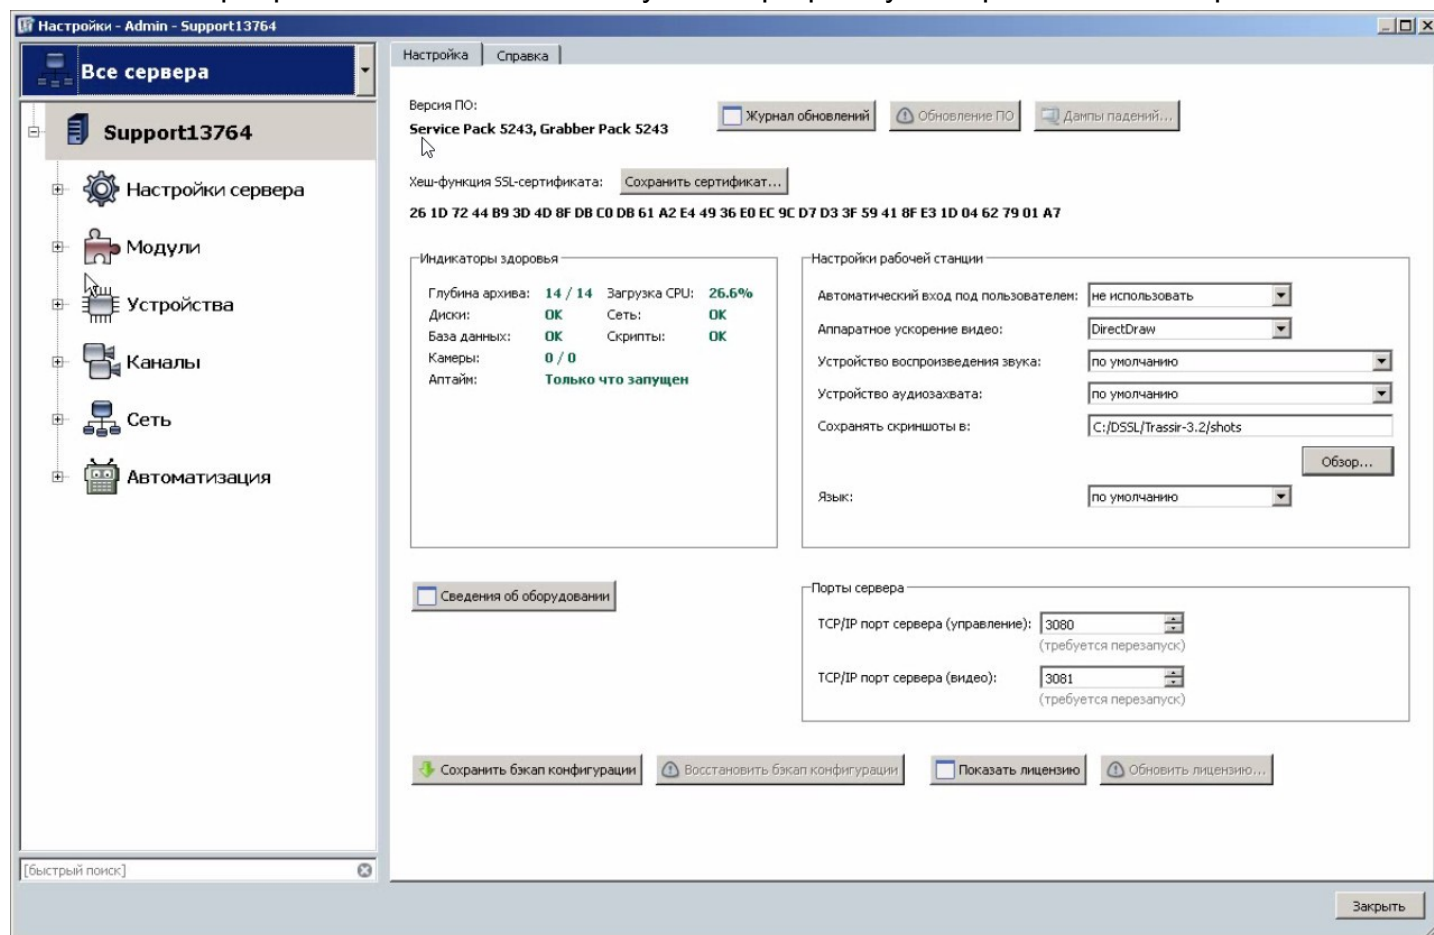 Настройки - Admin - Support13764
Все сервера
Support13764
Настройки сервера
Модули
Устройства
Каналы
Сеть
Автоматизация
[быстрый поиск]
Настройка Справка
Версия ПО:
Service Pack 5243, Grabber Pack 5243
Журнал обновлений Обновление ПО Дампы падений...
Хеш-функция SSL-сертификата: Сохранить сертификат...
26 1D 72 44 B9 3D 4D 8F DB C0 DB 61 A2 E4 49 36 E0 EC 9C D7 D3 3F 59 41 8F E3 1D 04 62 79 01 A7
Индикаторы здоровья
Глубина архива: 14 / 14 Загрузка CPU: 26.6%
Диски: OK Сеть: OK
База данных: OK Скрипты: OK
Камеры: 0 / 0
Аптайм: Только что запущен
Настройки рабочей станции
Автоматический вход под пользователем: не использовать
Аппаратное ускорение видео: DirectDraw
Устройство воспроизведения звука: по умолчанию
Устройство аудиозахвата: по умолчанию
Сохранять скриншоты в: C:/DSSL/Trassir-3.2/shots
Обзор...
Язык: по умолчанию
Сведения об оборудовании
Порты сервера
TCP/IP порт сервера (управление): 3080
(требуется перезапуск)
TCP/IP порт сервера (видео): 3081
(требуется перезапуск)
Сохранить бэкап конфигурации Восстановить бэкап конфигурации Показать лицензию Обновить лицензию...
Закрыть